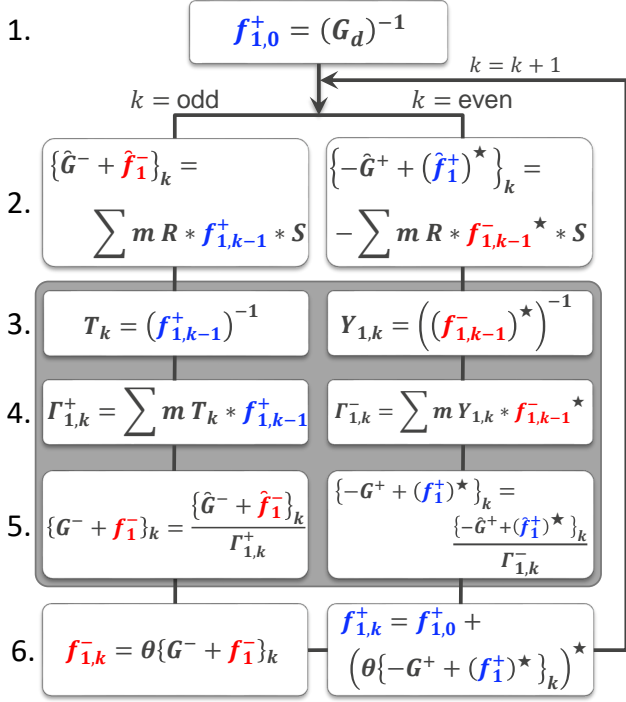 1.
f⁺₁,₀ = (G_d)⁻¹
k = k + 1
k = odd
k = even
2.
{Ĝ⁻ + f̂⁻₁}ₖ =
∑ m R ∗ f⁺₁,ₖ₋₁ ∗ S
{−Ĝ⁺ + (f̂⁺₁)^★}ₖ =
− ∑ m R ∗ f⁻₁,ₖ₋₁^★ ∗ S
3.
Tₖ = (f⁺₁,ₖ₋₁)⁻¹
Y₁,ₖ = ((f⁻₁,ₖ₋₁)^★)⁻¹
4.
Γ⁺₁,ₖ = ∑ m Tₖ ∗ f⁺₁,ₖ₋₁
Γ⁻₁,ₖ = ∑ m Y₁,ₖ ∗ f⁻₁,ₖ₋₁^★
5.
{G⁻ + f⁻₁}ₖ = {Ĝ⁻ + f̂⁻₁}ₖ
Γ⁺₁,ₖ
{−G⁺ + (f⁺₁)^★}ₖ =
{−Ĝ⁺+(f̂⁺₁)^★}ₖ
Γ⁻₁,ₖ
6.
f⁻₁,ₖ = θ{G⁻ + f⁻₁}ₖ
f⁺₁,ₖ = f⁺₁,₀ +
(θ{−G⁺ + (f⁺₁)^★}ₖ)^★